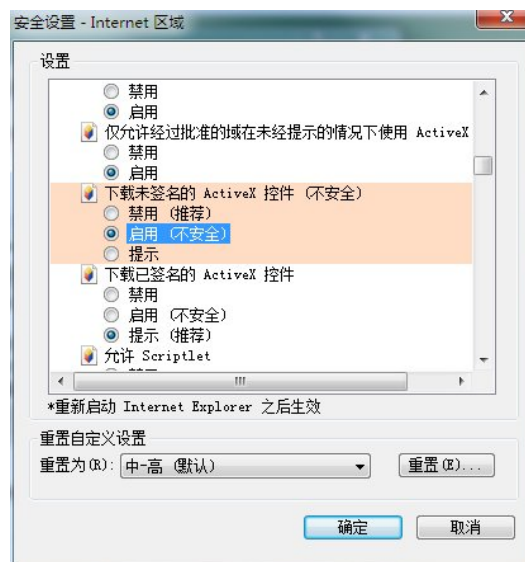 安全设置 - Internet 区域
设置
禁用
启用
仅允许经过批准的域在未经提示的情况下使用 ActiveX
禁用
启用
下载未签名的 ActiveX 控件（不安全）
禁用（推荐）
启用（不安全）
提示
下载已签名的 ActiveX 控件
禁用
启用（不安全）
提示（推荐）
允许 Scriptlet
*重新启动 Internet Explorer 之后生效
重置自定义设置
重置为(R): 中-高（默认） 重置(E)...
确定 取消